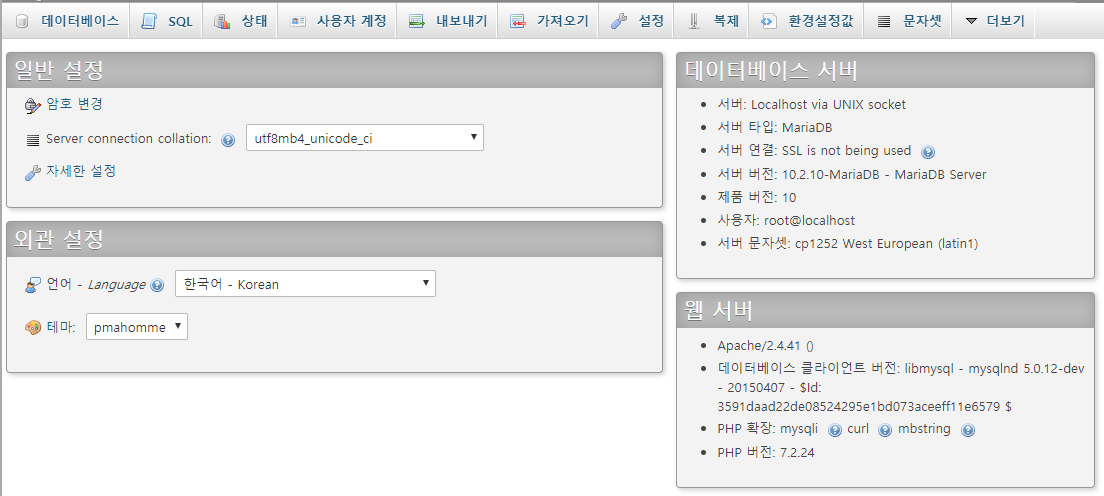 데이터베이스 SQL 상태 사용자 계정 내보내기 가져오기 설정 복제 환경설정값 문자셋 더보기
일반 설정
암호 변경
Server connection collation: utf8mb4_unicode_ci
자세한 설정
외관 설정
언어 - Language 한국어 - Korean
테마: pmahomme
데이터베이스 서버
서버: Localhost via UNIX socket
서버 타입: MariaDB
서버 연결: SSL is not being used
서버 버전: 10.2.10-MariaDB - MariaDB Server
제품 버전: 10
사용자: root@localhost
서버 문자셋: cp1252 West European (latin1)
웹 서버
Apache/2.4.41 ()
데이터베이스 클라이언트 버전: libmysql - mysqlnd 5.0.12-dev
- 20150407 - $Id:
3591daad22de08524295e1bd073aceeff11e6579 $
PHP 확장: mysqli curl mbstring
PHP 버전: 7.2.24